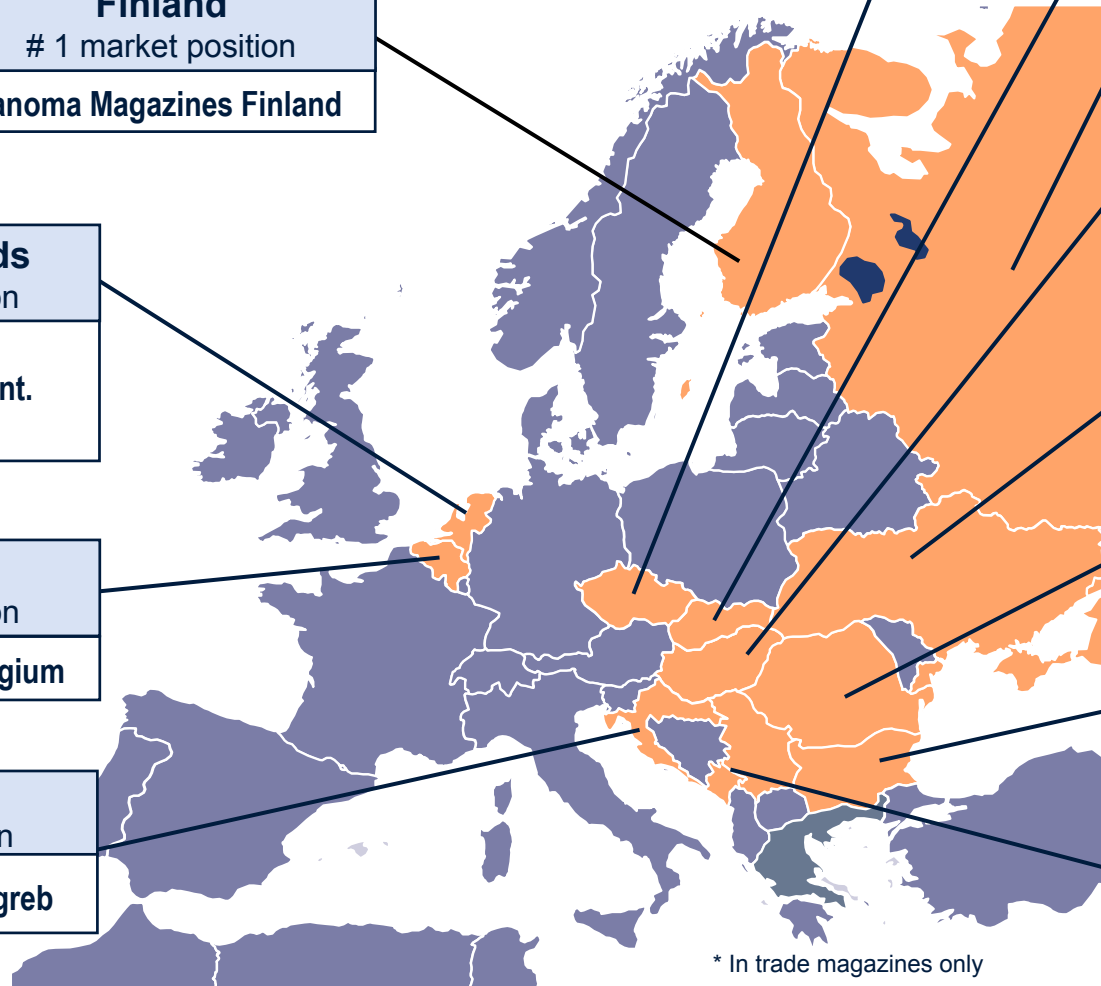 Finland
# 1 market position
anoma Magazines Finland
ds
on
nt.
on
gium
n
greb
* In trade magazines only